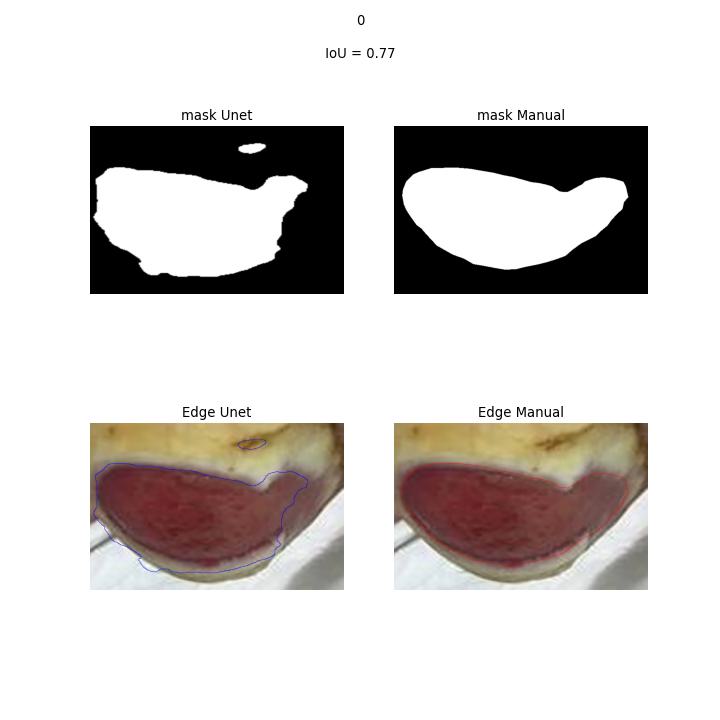 0
IoU = 0.77
mask Unet
mask Manual
Edge Unet
Edge Manual